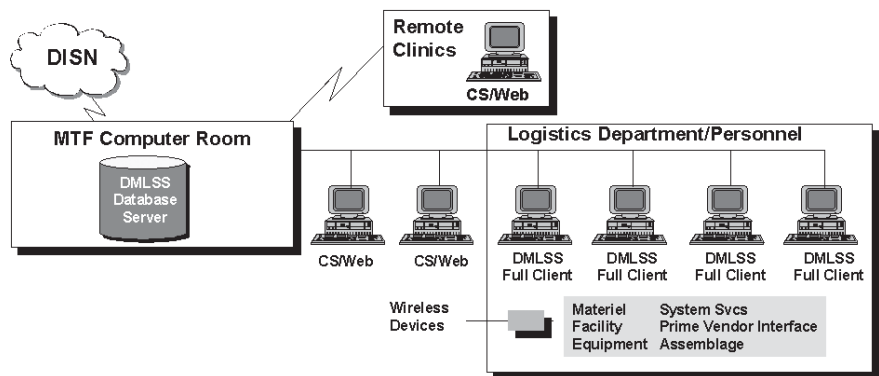 DISN
Remote
Clinics
CS/Web
MTF Computer Room
DMLSS
Database
Server
Logistics Department/Personnel
CS/Web
CS/Web
DMLSS
Full Client
DMLSS
Full Client
DMLSS
Full Client
DMLSS
Full Client
Wireless
Devices
Materiel System Svcs
Facility Prime Vendor Interface
Equipment Assemblage